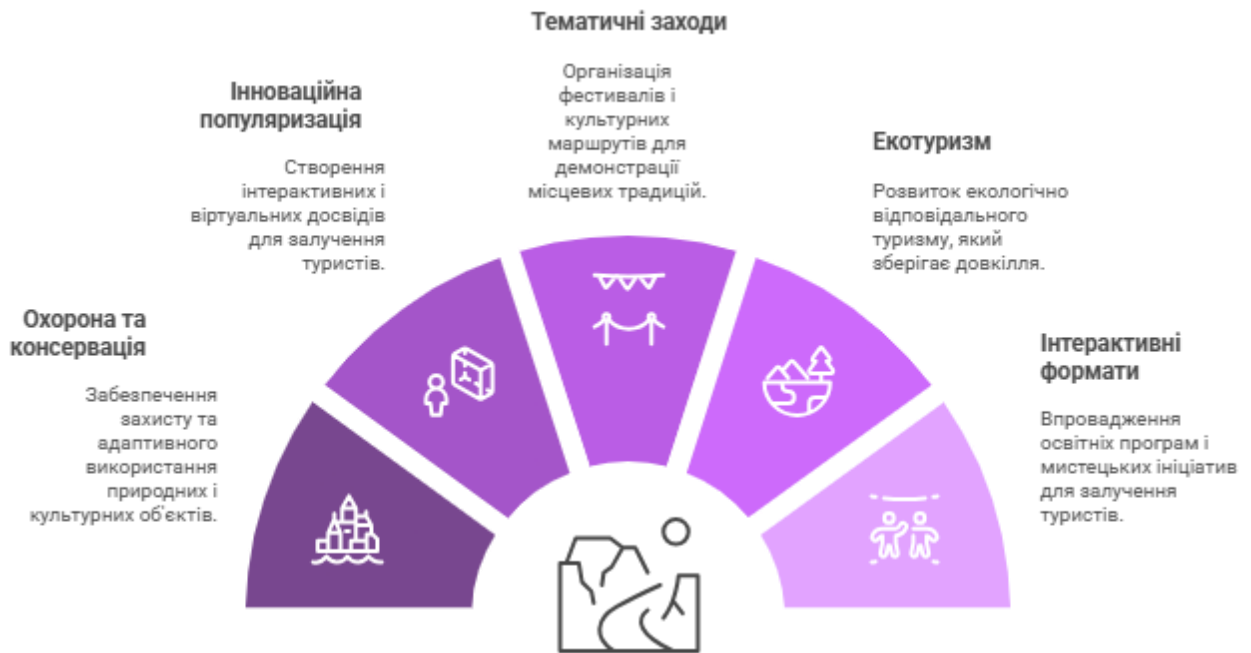 Тематичні заходи
Організація
фестивалів і
культурних
маршрутів для
демонстрації
місцевих традицій.
Інноваційна
популяризація
Створення
інтерактивних і
віртуальних досвідів
для залучення
туристів.
Екотуризм
Розвиток екологічно
відповідального
туризму, який
зберігає довкілля.
Охорона та
консервація
Забезпечення
захисту та
адаптивного
використання
природних і
культурних об'єктів.
Інтерактивні
формати
Впровадження
освітніх програм і
мистецьких ініціатив
для залучення
туристів.